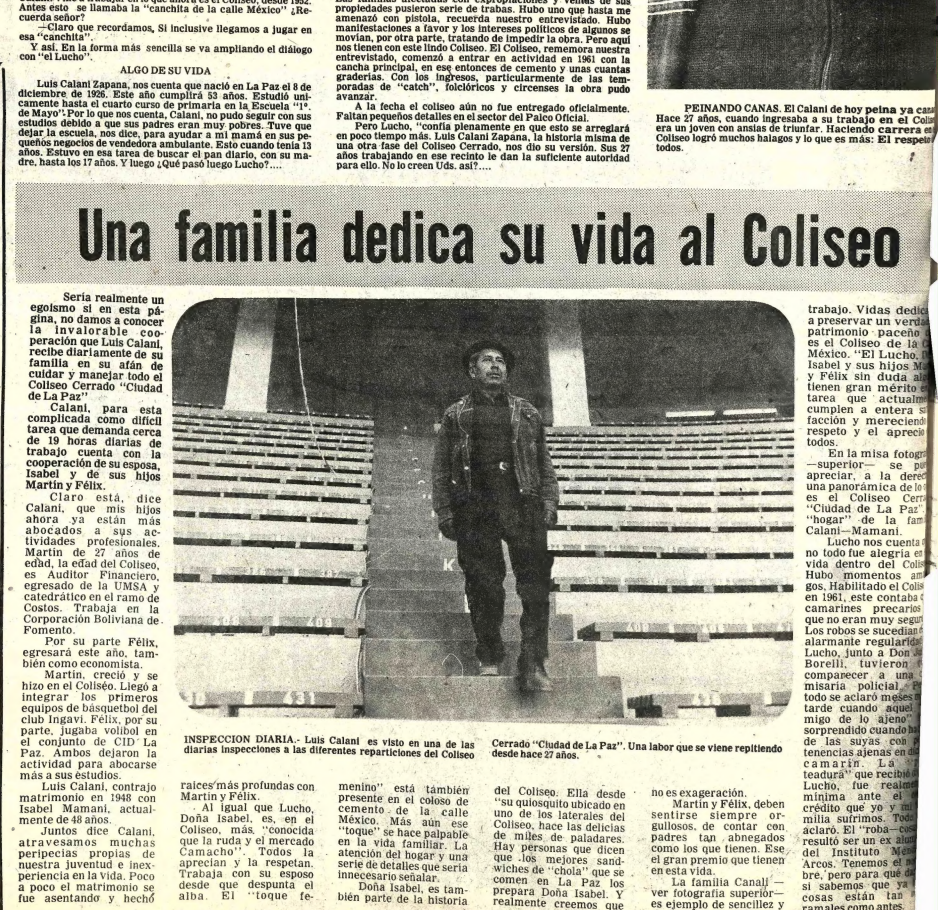 Antes esto se llamaba la "canchita de la calle México" ¿Re-
cuerda señor?
—Claro que recordamos, Si inclusive llegamos a jugar en
esa "canchita".
Y así. En la forma más sencilla se va ampliando el diálogo
con "el Lucho".
ALGO DE SU VIDA
Luis Calani Zapana, nos cuenta que nació en La Paz el 8 de
diciembre de 1926. Este año cumplirá 53 años. Estudió uni-
camente hasta el cuarto curso de primaria en la Escuela "1º.
de Mayo". Por lo que nos cuenta, Calani, no pudo seguir con sus
estudios debido a que sus padres eran muy pobres. Tuve que
dejar la escuela, nos dice, para ayudar a mi mamá en sus pe-
queños negocios de vendedora ambulante. Esto cuando tenía 13
años. Estuvo en esa tarea de buscar el pan diario, con su ma-
dre, hasta los 17 años. Y luego ¿Qué pasó luego Lucho?....
propiedades pusieron serie de trabas. Hubo uno que hasta me
amenazó con pistola, recuerda nuestro entrevistado. Hubo
manifestaciones a favor y los intereses políticos de algunos se
movían, por otra parte, tratando de impedir la obra. Pero aquí
nos tienen con este lindo Coliseo. El Coliseo, rememora nuestro
entrevistado, comenzó a entrar en actividad en 1961 con la
cancha principal, en ese entonces de cemento y unas cuantas
graderías. Con los ingresos, particularmente de las tem-
poradas de "catch", folclóricos y circenses la obra pudo
avanzar.
A la fecha el coliseo aún no fue entregado oficialmente.
Faltan pequeños detalles en el sector del Palco Oficial.
Pero Lucho, "confía plenamente en que esto se arreglará
en poco tiempo más. Luis Calani Zapana, la historia misma de
una otra fase del Coliseo Cerrado, nos dio su versión. Sus 27
años trabajando en ese recinto le dan la suficiente autoridad
para ello. No lo creen Uds. así?....
PEINANDO CANAS. El Calani de hoy peina ya
Hace 27 años, cuando ingresaba a su trabajo en el
era un joven con ansias de triunfar. Haciendo carrera
Coliseo logró muchos halagos y lo que es más: El
todos.
Una familia dedica su vida al Coliseo
Sería realmente un
egoísmo si en esta pá-
gina, no damos a conocer
la invalorable coo-
peración que Luis Calani,
recibe diariamente de su
familia en su afán de
cuidar y manejar todo el
Coliseo Cerrado "Ciudad
de La Paz"
Calani, para esta
complicada como difícil
tarea que demanda cerca
de 19 horas diarias de
trabajo cuenta con la
cooperación de su esposa,
Isabel y de sus hijos
Martín y Félix.
Claro está, dice
Calani, que mis hijos
ahora ya están más
abocados a sus ac-
tividades profesionales.
Martín de 27 años de
edad, la edad del Coliseo,
es Auditor Financiero,
egresado de la UMSA y
catedrático en el ramo de
Costos. Trabaja en la
Corporación Boliviana de
Fomento.
Por su parte Félix,
egresará este año, tam-
bién como economista.
Martín, creció y se
hizo en el Coliseo. Llegó a
integrar los primeros
equipos de básquetbol del
club Ingavi. Félix, por su
parte, jugaba volibol en
el conjunto de CID La
Paz. Ambos dejaron la
actividad para abocarse
más a sus estudios.
Luis Calani, contrajo
matrimonio en 1948 con
Isabel Mamani, actual-
mente de 48 años.
Juntos dice Calani,
atravesamos muchas
peripecias propias de
nuestra juventud e inex-
periencia en la vida. Poco
a poco el matrimonio se
fue asentando y hechó
K
431
INSPECCION DIARIA.- Luis Calani es visto en una de las
diarias inspecciones a las diferentes reparticiones del Coliseo
Cerrado "Ciudad de La Paz". Una labor que se viene repitiendo
desde hace 27 años.
raíces más profundas con
Martín y Félix.
Al igual que Lucho,
Doña Isabel, es, en el
Coliseo, más, "conocida
que la ruda y el mercado
Camacho". Todos la
aprecian y la respetan.
Trabaja con su esposo
desde que despunta el
alba. El "toque fe-
menino" está también
presente en el coloso de
cemento de la calle
México. Más aún ese
"toque" se hace palpable
en la vida familiar. La
atención del hogar y una
serie de detalles que sería
innecesario señalar.
Doña Isabel, es tam-
bién parte de la historia
del Coliseo. Ella desde
"su quiosquito ubicado en
uno de los laterales del
Coliseo, hace las delicias
de miles de paladares.
Hay personas que dicen
que los mejores sand-
wiches de "chola" que se
comen en La Paz los
prepara Doña Isabel. Y
realmente creemos que
no es exageración.
Martín y Félix, deben
sentirse siempre or-
gullosos, de contar con
padres tan abnegados
como los que tienen. Ese
el gran premio que tienen
en esta vida.
La familia Canali —
ver fotografía superior—
es ejemplo de sencillez y
trabajo. Vidas
a preservar un
patrimonio paceño
es el Coliseo de la
México. "El Lucho,
Isabel y sus hijos
y Félix sin duda
tienen gran mérito
tarea que
cumplen a entera
facción y
respeto y el aprecio
todos.
En la misa
—superior— se
apreciar, a la
una panorámica de
es el Coliseo
"Ciudad de La Paz".
"hogar" de la
Calani—Mamani.
Lucho nos cuenta
no todo fue alegría en
vida dentro del
Hubo momentos
gos, Habilitado el
en 1961, este contaba
camarines precarios
que no eran muy
Los robos se sucedían
alarmante
Lucho, junto a Don
Borelli, tuvieron
comparecer a una
misaría policial.
todo se aclaró meses
tarde cuando aquel
migo de lo ajeno"
sorprendido cuando
de las suyas con
tenencias ajenas en
camarín. La
teadura" que recibió
Lucho, fue
mínima ante el
crédito que yo y mi
milia sufrimos.
aclaró. El
resultó ser un ex
del Instituto
Arcos. Tenemos el
bre, pero para qué
si sabemos que ya
cosas están
ramales como antes.